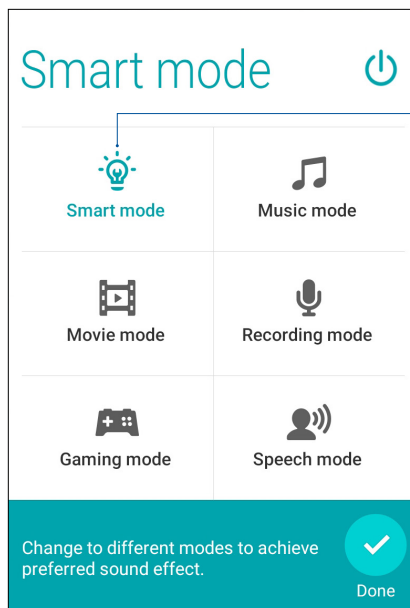 Smart mode
Smart mode
Music mode
Movie mode
Recording mode
Gaming mode
Speech mode
Change to different modes to achieve
preferred sound effect.
Done